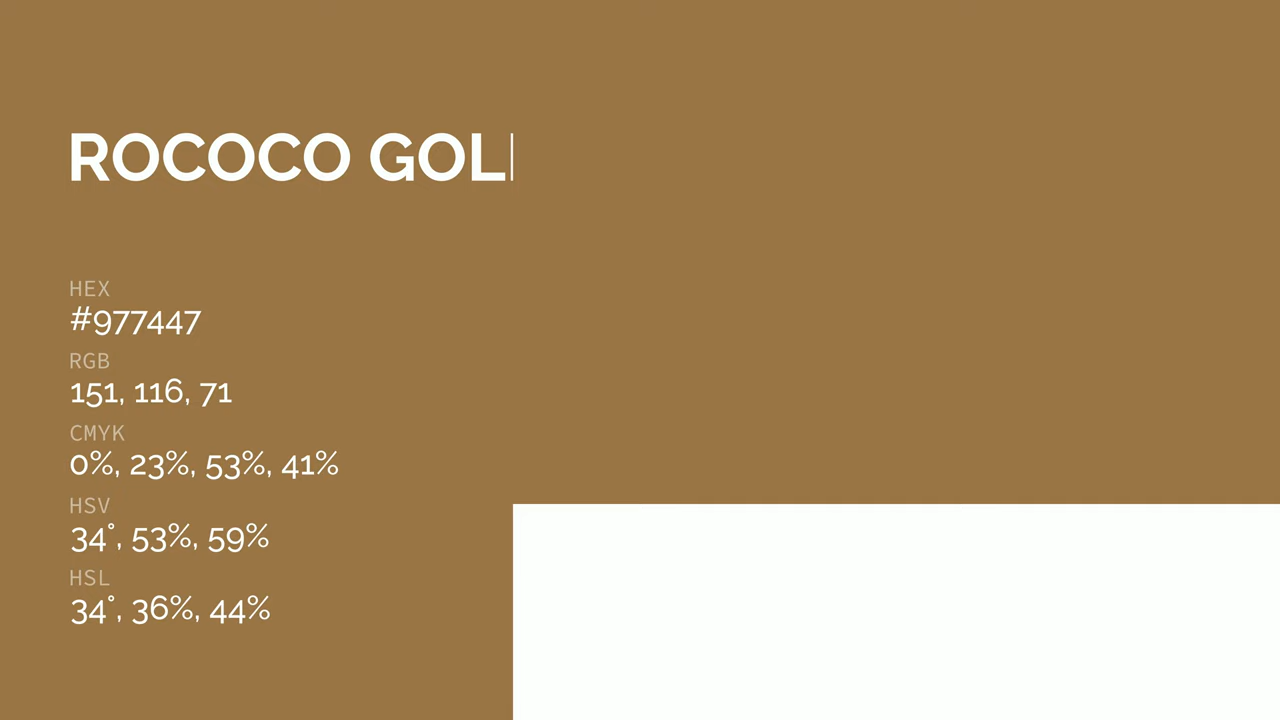 ROCOCO GOL
HEX
#977447
RGB
151, 116, 71
CMYK
0%, 23%, 53%, 41%
HSV
34°, 53%, 59%
HSL
34°, 36%, 44%